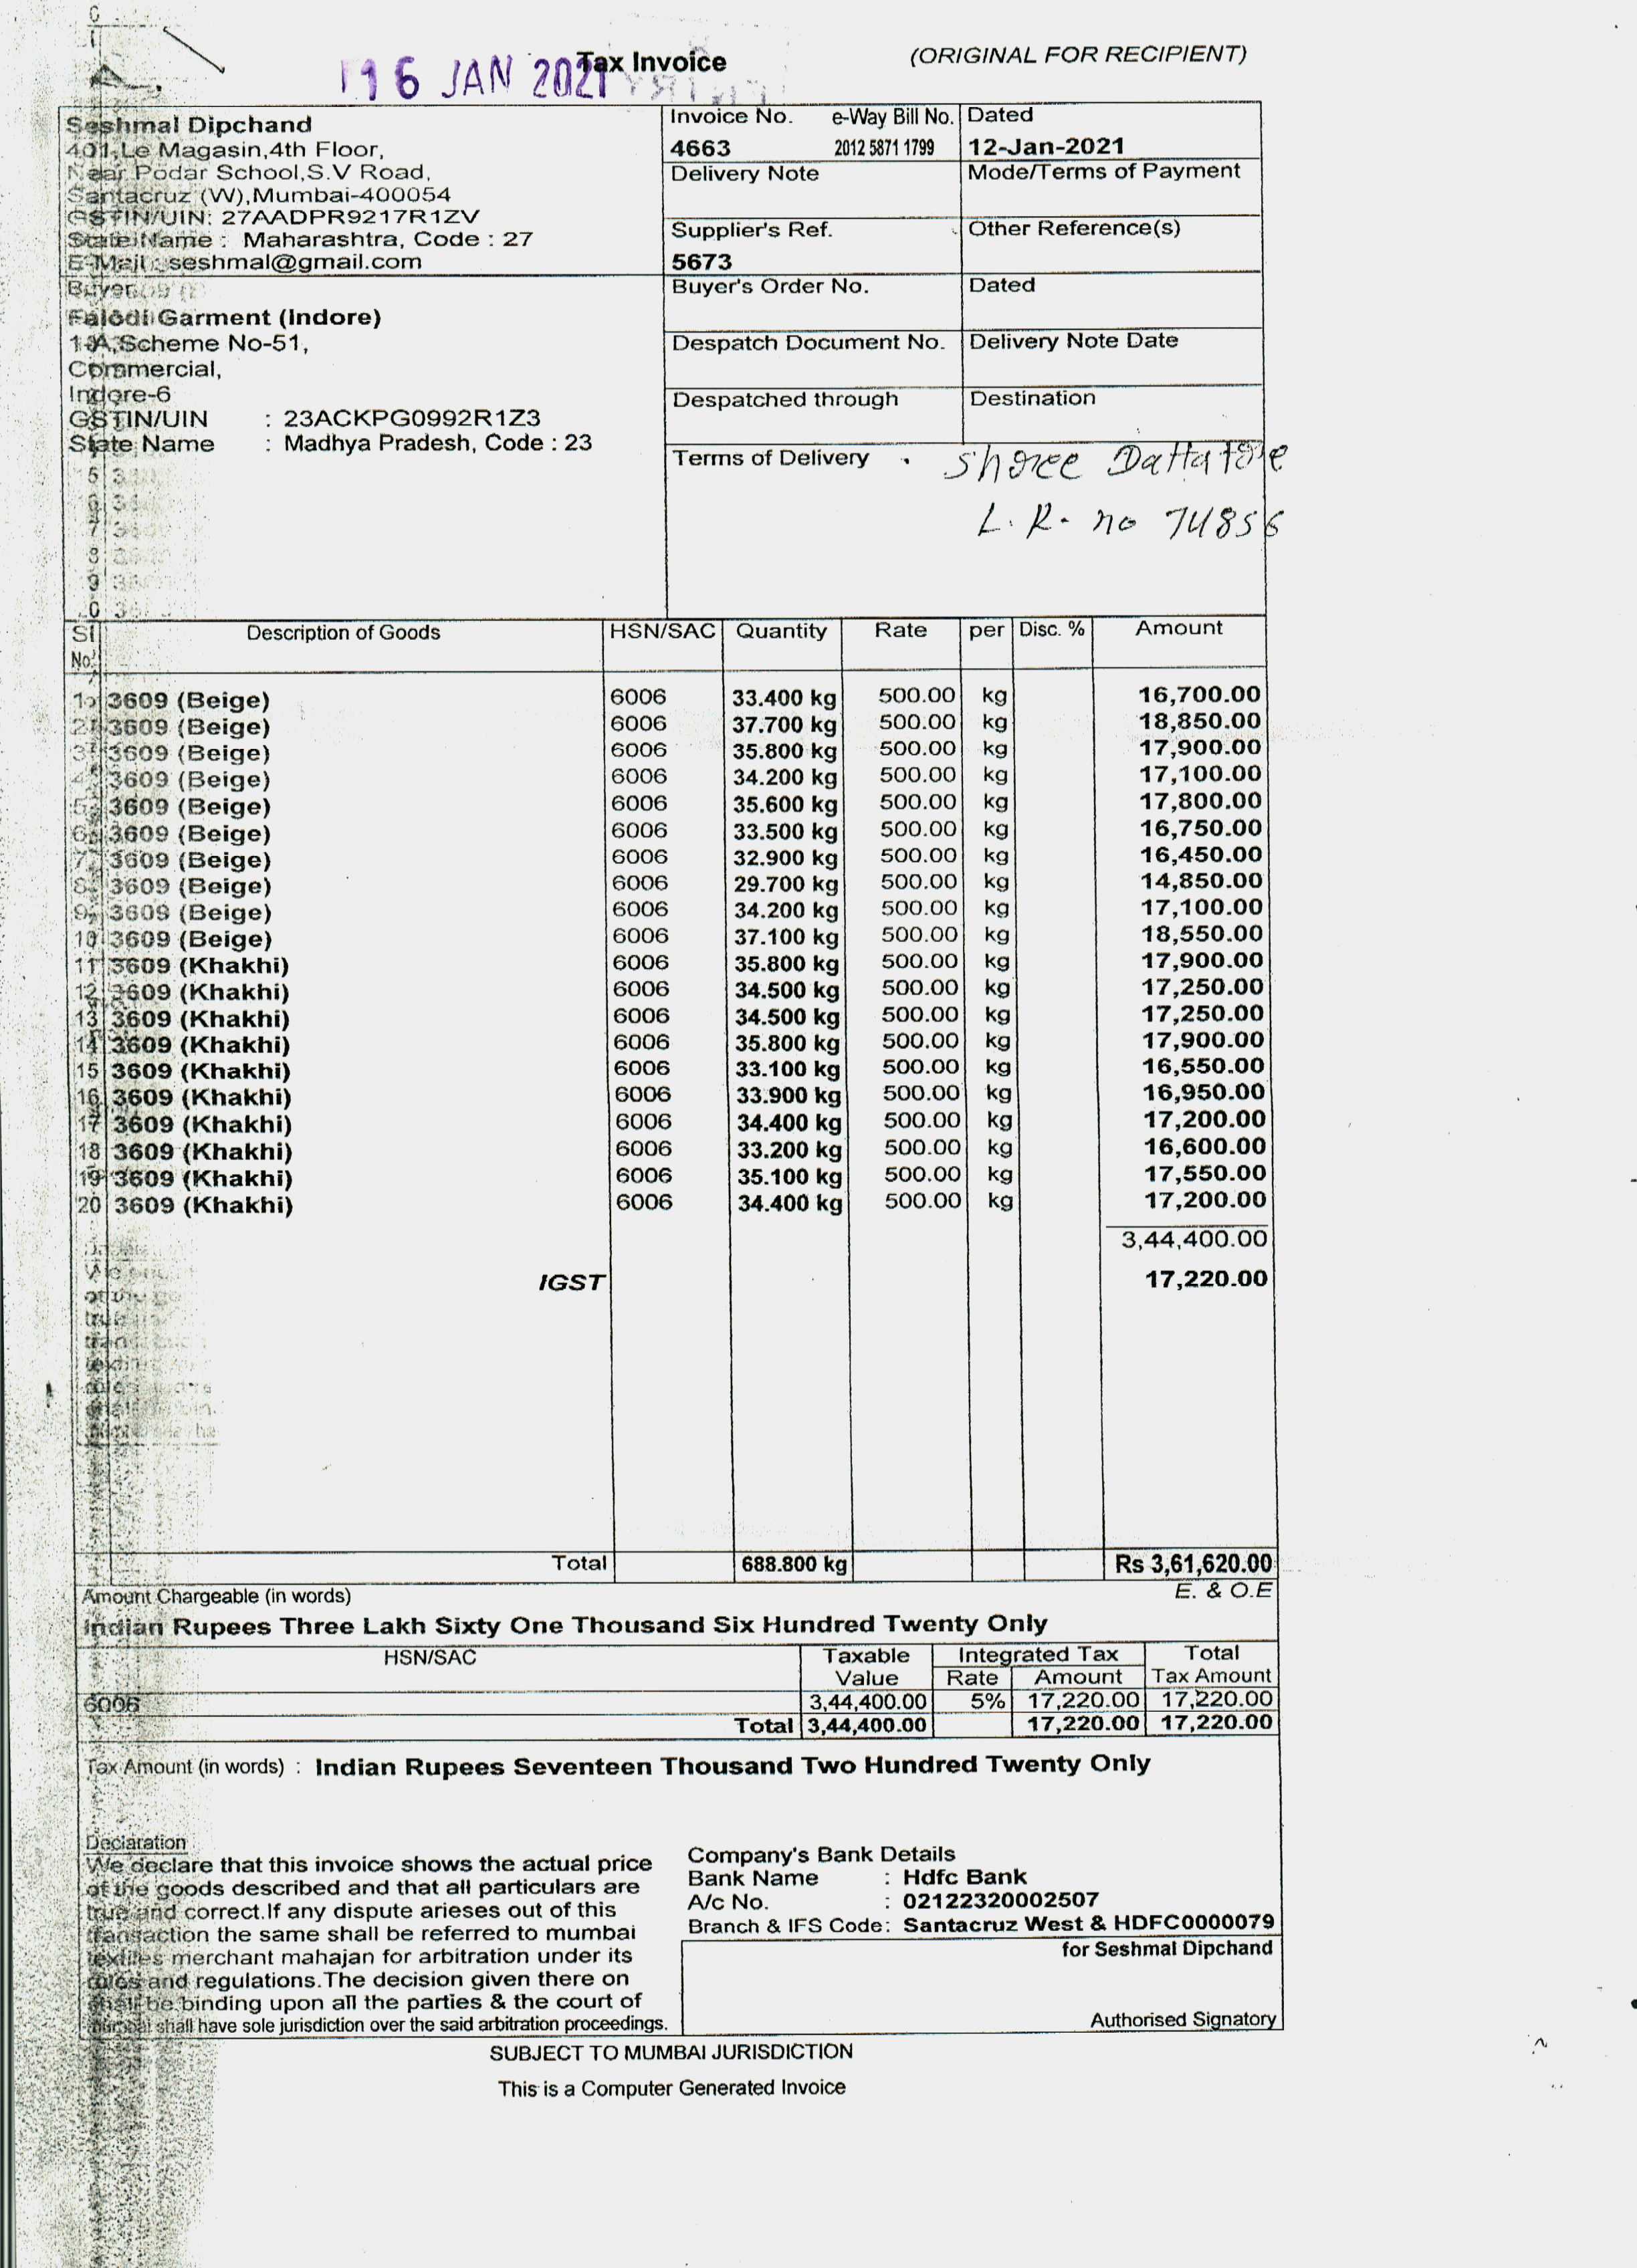 16 JAN 2021
Tax Invoice
(ORIGINAL FOR RECIPIENT)
Seshmal Dipchand
401,Le Magasin,4th Floor,
Near Podar School,S.V Road,
Santacruz (W),Mumbai-400054
GSTIN/UIN: 27AADPR9217R1ZV
State Name : Maharashtra, Code : 27
E-Mail : seshmal@gmail.com
Invoice No. e-Way Bill No. Dated
4663 2012 5871 1799 12-Jan-2021
Delivery Note Mode/Terms of Payment
Supplier's Ref. Other Reference(s)
5673
Buyer
Falodi Garment (Indore)
1-A,Scheme No-51,
Commercial,
Indore-6
GSTIN/UIN : 23ACKPG0992R1Z3
State Name : Madhya Pradesh, Code : 23
Buyer's Order No. Dated
Despatch Document No. Delivery Note Date
Despatched through Destination
Terms of Delivery
Shree Dattatore
L.R. no 74856
Sl No. Description of Goods HSN/SAC Quantity Rate per Disc. % Amount
1 3609 (Beige) 6006 33.400 kg 500.00 kg 16,700.00
2 3609 (Beige) 6006 37.700 kg 500.00 kg 18,850.00
3 3609 (Beige) 6006 35.800 kg 500.00 kg 17,900.00
4 3609 (Beige) 6006 34.200 kg 500.00 kg 17,100.00
5 3609 (Beige) 6006 35.600 kg 500.00 kg 17,800.00
6 3609 (Beige) 6006 33.500 kg 500.00 kg 16,750.00
7 3609 (Beige) 6006 32.900 kg 500.00 kg 16,450.00
8 3609 (Beige) 6006 29.700 kg 500.00 kg 14,850.00
9 3609 (Beige) 6006 34.200 kg 500.00 kg 17,100.00
10 3609 (Beige) 6006 37.100 kg 500.00 kg 18,550.00
11 3609 (Khakhi) 6006 35.800 kg 500.00 kg 17,900.00
12 3609 (Khakhi) 6006 34.500 kg 500.00 kg 17,250.00
13 3609 (Khakhi) 6006 34.500 kg 500.00 kg 17,250.00
14 3609 (Khakhi) 6006 35.800 kg 500.00 kg 17,900.00
15 3609 (Khakhi) 6006 33.100 kg 500.00 kg 16,550.00
16 3609 (Khakhi) 6006 33.900 kg 500.00 kg 16,950.00
17 3609 (Khakhi) 6006 34.400 kg 500.00 kg 17,200.00
18 3609 (Khakhi) 6006 33.200 kg 500.00 kg 16,600.00
19 3609 (Khakhi) 6006 35.100 kg 500.00 kg 17,550.00
20 3609 (Khakhi) 6006 34.400 kg 500.00 kg 17,200.00
3,44,400.00
IGST 17,220.00
Total 688.800 kg Rs 3,61,620.00
Amount Chargeable (in words) E. & O.E
Indian Rupees Three Lakh Sixty One Thousand Six Hundred Twenty Only
HSN/SAC Taxable Integrated Tax Total
Value Rate Amount Tax Amount
6006 3,44,400.00 5% 17,220.00 17,220.00
Total 3,44,400.00 17,220.00 17,220.00
Tax Amount (in words) : Indian Rupees Seventeen Thousand Two Hundred Twenty Only
Declaration
We declare that this invoice shows the actual price
of the goods described and that all particulars are
true and correct.If any dispute arieses out of this
transaction the same shall be referred to mumbai
textiles merchant mahajan for arbitration under its
rules and regulations.The decision given there on
shall be binding upon all the parties & the court of
mumbai shall have sole jurisdiction over the said arbitration proceedings.
Company's Bank Details
Bank Name : Hdfc Bank
A/c No. : 02122320002507
Branch & IFS Code: Santacruz West & HDFC0000079
for Seshmal Dipchand
Authorised Signatory
SUBJECT TO MUMBAI JURISDICTION
This is a Computer Generated Invoice